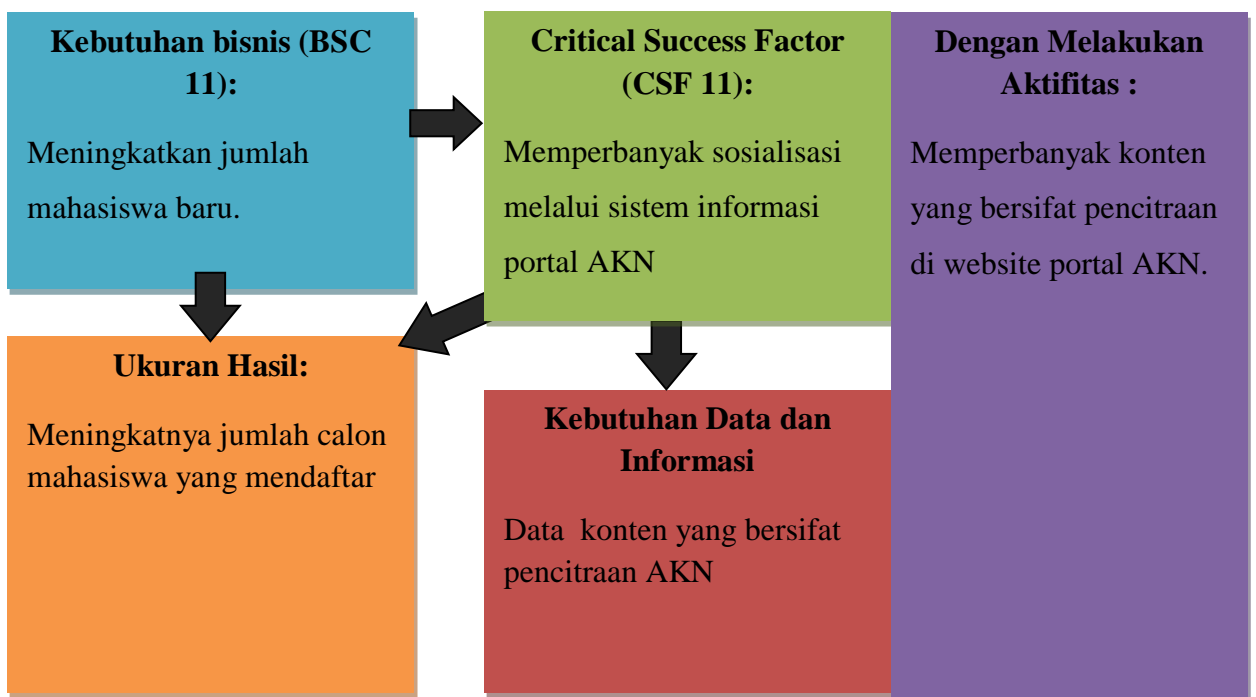 Kebutuhan bisnis (BSC
11):
Meningkatkan jumlah
mahasiswa baru.
Critical Success Factor
(CSF 11):
Memperbanyak sosialisasi
melalui sistem informasi
portal AKN
Dengan Melakukan
Aktifitas :
Memperbanyak konten
yang bersifat pencitraan
di website portal AKN.
Ukuran Hasil:
Meningkatnya jumlah calon
mahasiswa yang mendaftar
Kebutuhan Data dan
Informasi
Data  konten yang bersifat
pencitraan AKN